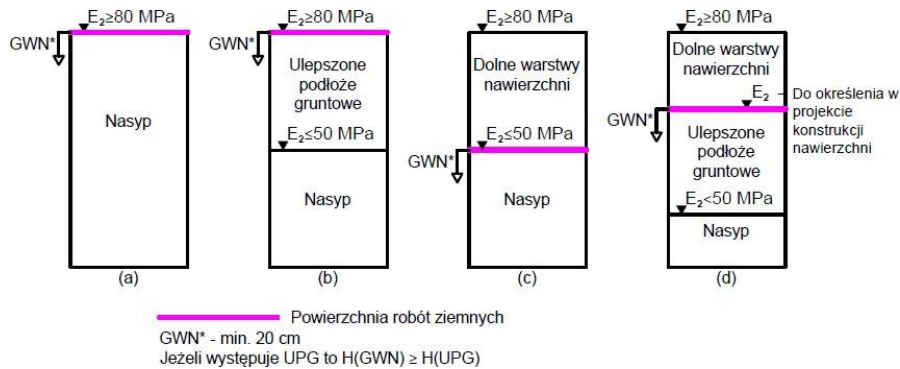 E₂≥80 MPa
GWN*
Nasyp
(a)
E₂≥80 MPa
GWN*
Ulepszone
podłoże
gruntowe
E₂≤50 MPa
Nasyp
(b)
E₂≥80 MPa
Dolne warstwy
nawierzchni
E₂≤50 MPa
GWN*
Nasyp
(c)
E₂≥80 MPa
Dolne warstwy
nawierzchni
E₂ - Do określenia w
projekcie
konstrukcji
nawierzchni
GWN*
Ulepszone
podłoże
gruntowe
E₂<50 MPa
Nasyp
(d)
Powierzchnia robót ziemnych
GWN* - min. 20 cm
Jeżeli występuje UPG to H(GWN) ≥ H(UPG)